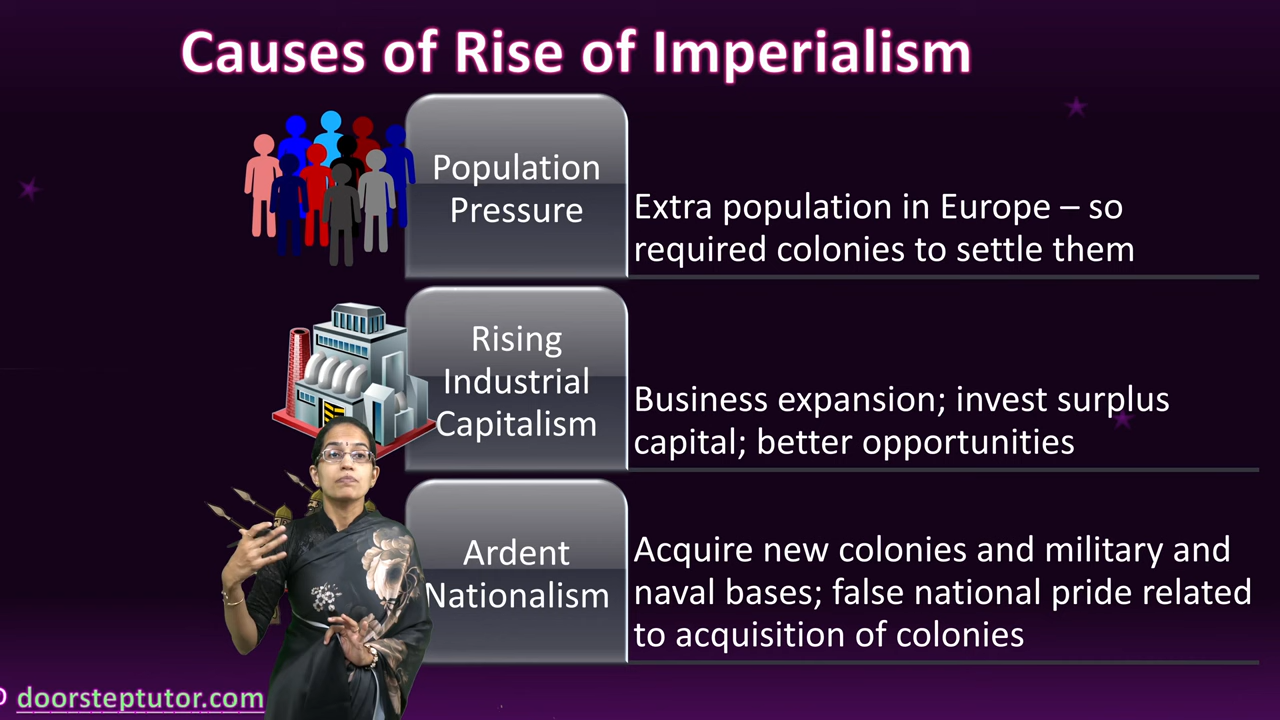 Causes of Rise of Imperialism
Population
Pressure
Extra population in Europe – so
required colonies to settle them
Rising
Industrial
Capitalism
Business expansion; invest surplus
capital; better opportunities
Ardent
Nationalism
Acquire new colonies and military and
naval bases; false national pride related
to acquisition of colonies
doorsteptutor.com